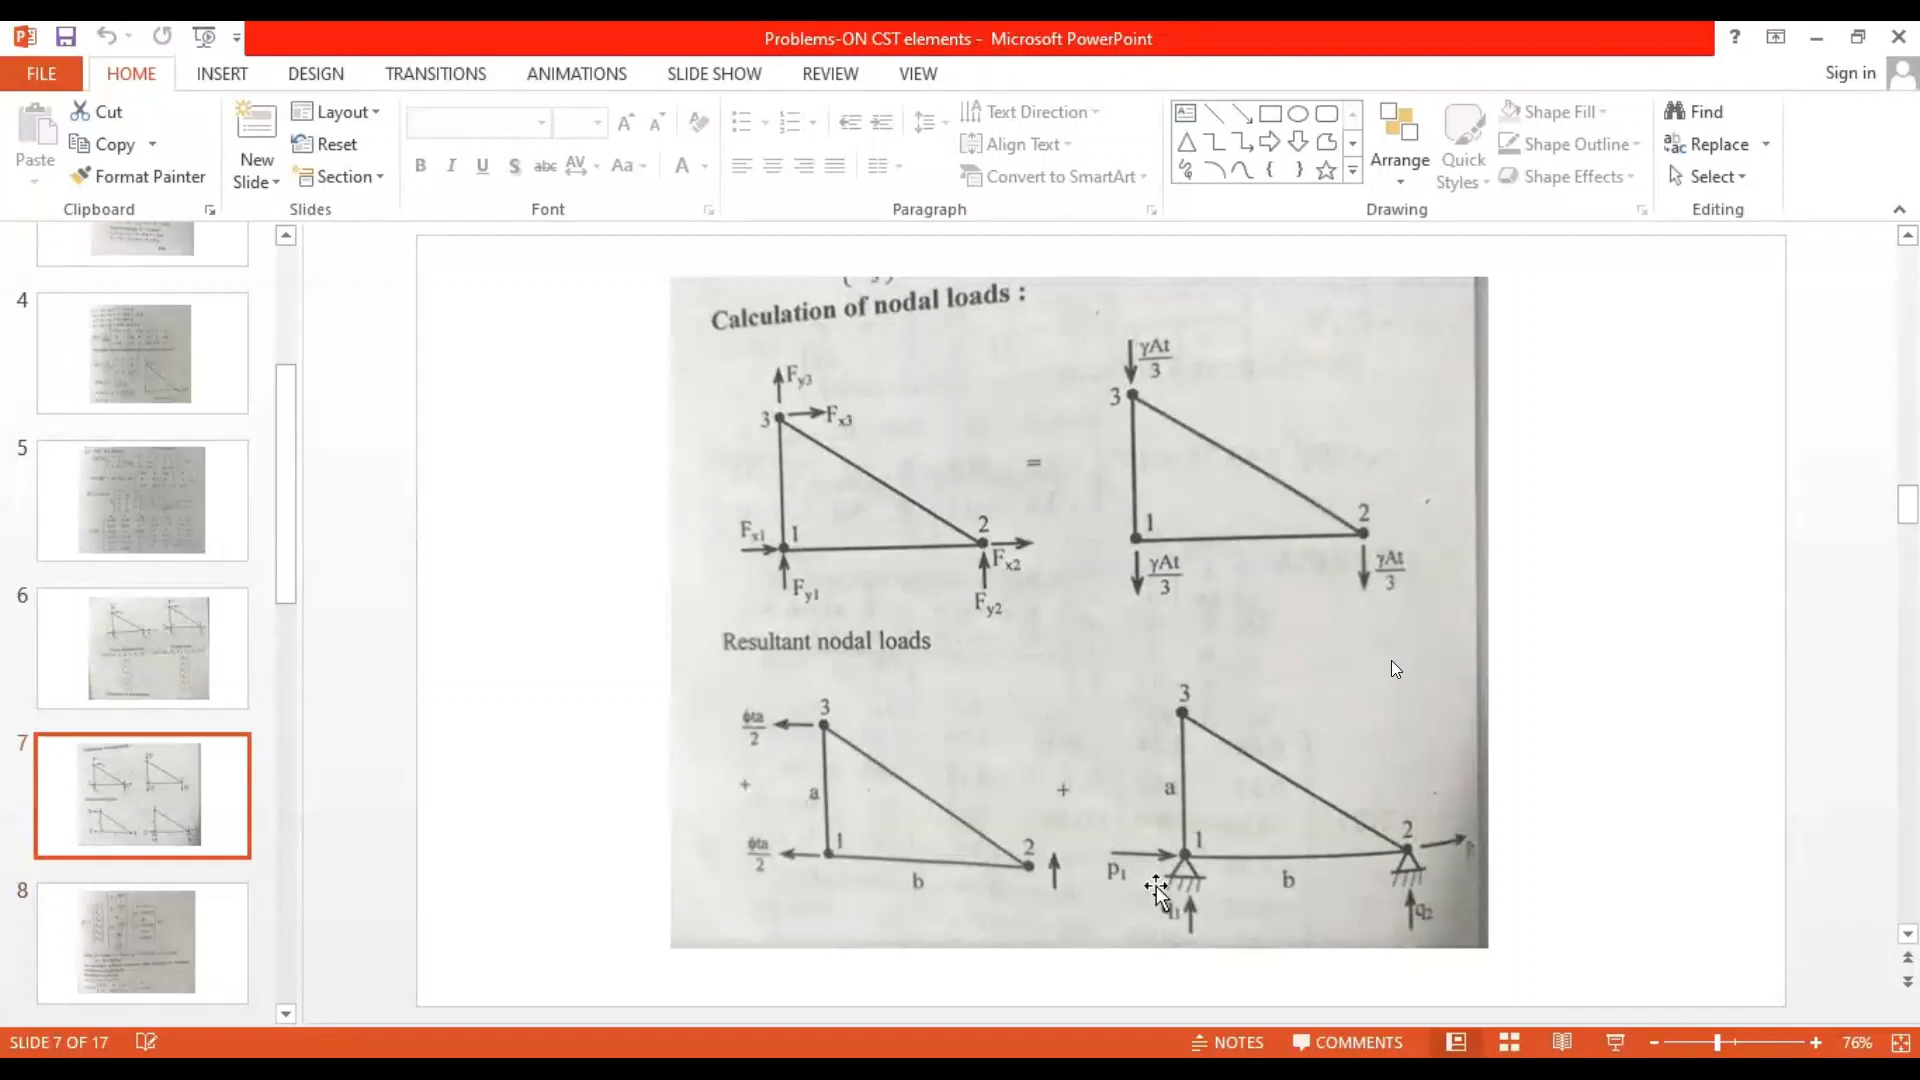 Problems-ON CST elements - Microsoft PowerPoint
?
FILE HOME INSERT DESIGN TRANSITIONS ANIMATIONS SLIDE SHOW REVIEW VIEW
Sign in
Paste
Cut
Copy
Format Painter
Clipboard
New Slide
Layout
Reset
Section
Slides
B I U S abc AV Aa A
Font
Text Direction
Align Text
Convert to SmartArt
Paragraph
Arrange
Quick Styles
Shape Fill
Shape Outline
Shape Effects
Drawing
Find
Replace
Select
Editing
4
5
6
7
8
Calculation of nodal loads :
Fy3
3
Fx3
Fx1
1
2
Fx2
Fy1
Fy2
=
γAt
3
3
1
2
γAt
3
γAt
3
Resultant nodal loads
ϕta
2
3
+
a
ϕta
2
1
2
b
+
3
a
1
2
P1
b
q2
SLIDE 7 OF 17
NOTES
COMMENTS
76%